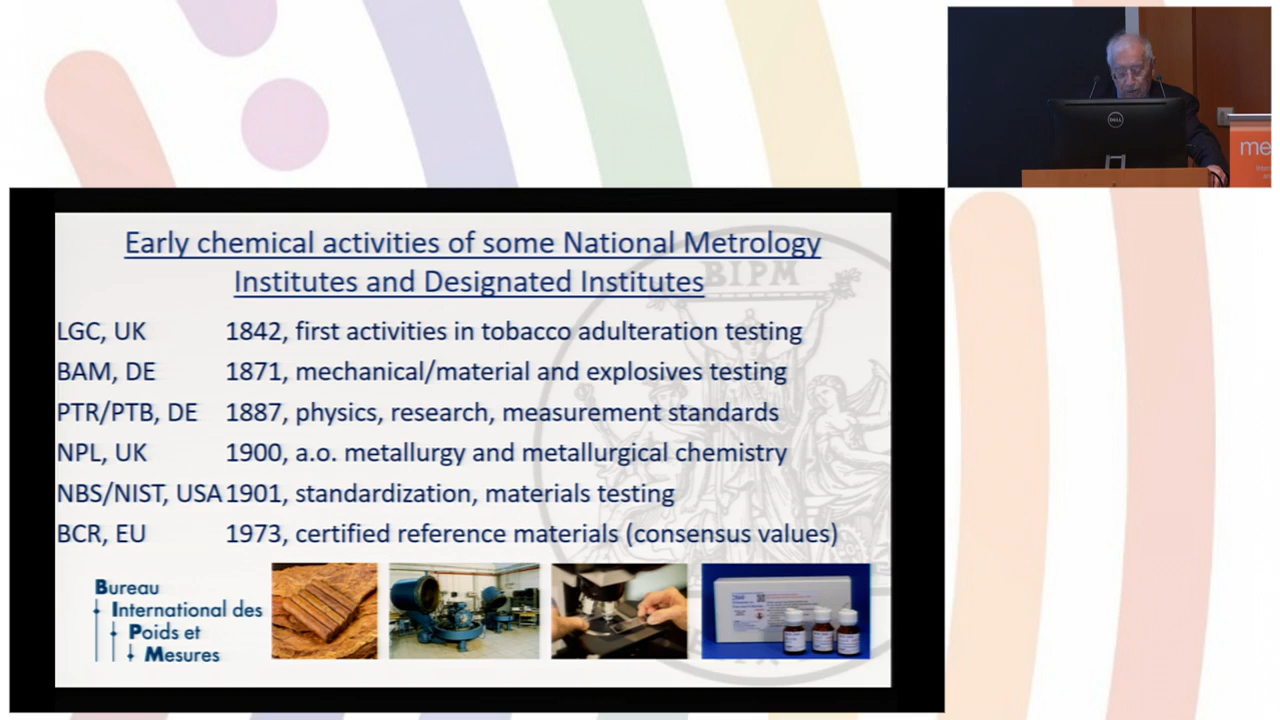 Early chemical activities of some National Metrology
Institutes and Designated Institutes
LGC, UK 1842, first activities in tobacco adulteration testing
BAM, DE 1871, mechanical/material and explosives testing
PTR/PTB, DE 1887, physics, research, measurement standards
NPL, UK 1900, a.o. metallurgy and metallurgical chemistry
NBS/NIST, USA 1901, standardization, materials testing
BCR, EU 1973, certified reference materials (consensus values)
Bureau
International des
Poids et
Mesures
BIPM
DELL
me